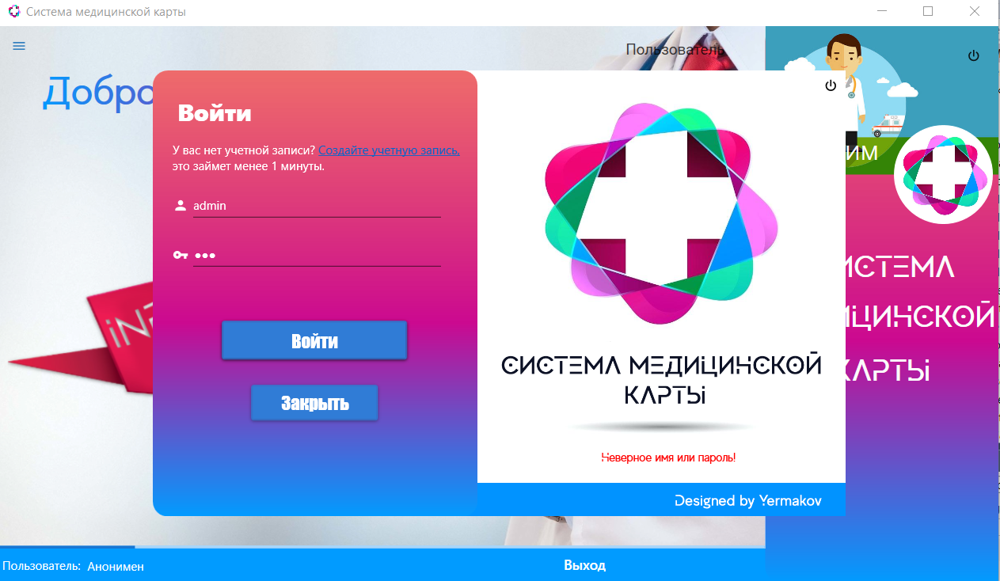 Система медицинской карты
Пользователь
Добро
Войти
У вас нет учетной записи? Создайте учетную запись,
это займет менее 1 минуты.
admin
Войти
Закрыть
СИСТЕМА МЕДИЦИНСКОЙ
КАРТЫ
Неверное имя или пароль!
Designed by Yermakov
ИМ
ИСТЕМА
ИЦИНСКОЙ
КАРТЫ
Пользователь: Анонимен
Выход